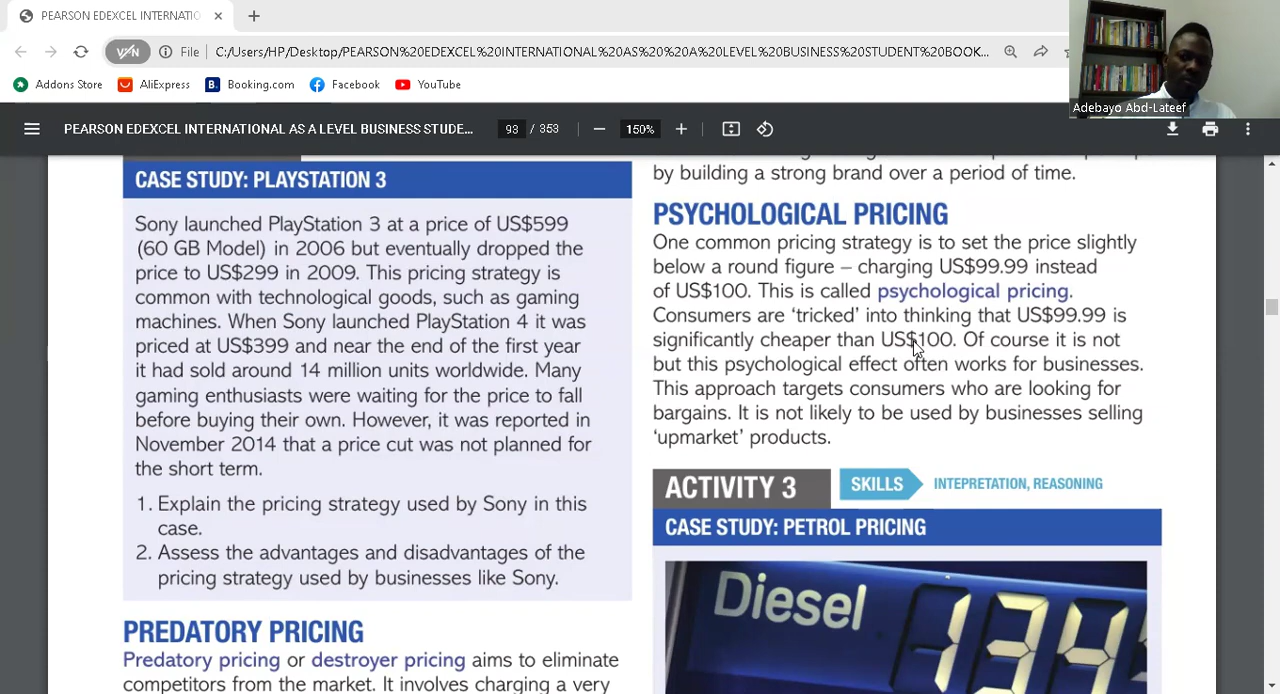 PEARSON EDEXCEL INTERNATIO
File
C:/Users/HP/Desktop/PEARSON%20EDEXCEL%20INTERNATIONAL%20AS%20%20A%20LEVEL%20BUSINESS%20STUDENT%20BOOK...
Addons Store
AliExpress
B.
Booking.com
Facebook
YouTube
Adebayo Abd-Lateef
PEARSON EDEXCEL INTERNATIONAL AS A LEVEL BUSINESS STUDE...
93 / 353
150%
CASE STUDY: PLAYSTATION 3
Sony launched PlayStation 3 at a price of US$599
(60 GB Model) in 2006 but eventually dropped the
price to US$299 in 2009. This pricing strategy is
common with technological goods, such as gaming
machines. When Sony launched PlayStation 4 it was
priced at US$399 and near the end of the first year
it had sold around 14 million units worldwide. Many
gaming enthusiasts were waiting for the price to fall
before buying their own. However, it was reported in
November 2014 that a price cut was not planned for
the short term.
1. Explain the pricing strategy used by Sony in this
case.
2. Assess the advantages and disadvantages of the
pricing strategy used by businesses like Sony.
PREDATORY PRICING
Predatory pricing or destroyer pricing aims to eliminate
competitors from the market. It involves charging a very
by building a strong brand over a period of time.
PSYCHOLOGICAL PRICING
One common pricing strategy is to set the price slightly
below a round figure – charging US$99.99 instead
of US$100. This is called psychological pricing.
Consumers are ‘tricked’ into thinking that US$99.99 is
significantly cheaper than US$100. Of course it is not
but this psychological effect often works for businesses.
This approach targets consumers who are looking for
bargains. It is not likely to be used by businesses selling
‘upmarket’ products.
ACTIVITY 3
SKILLS
INTEPRETATION, REASONING
CASE STUDY: PETROL PRICING
Diesel
134